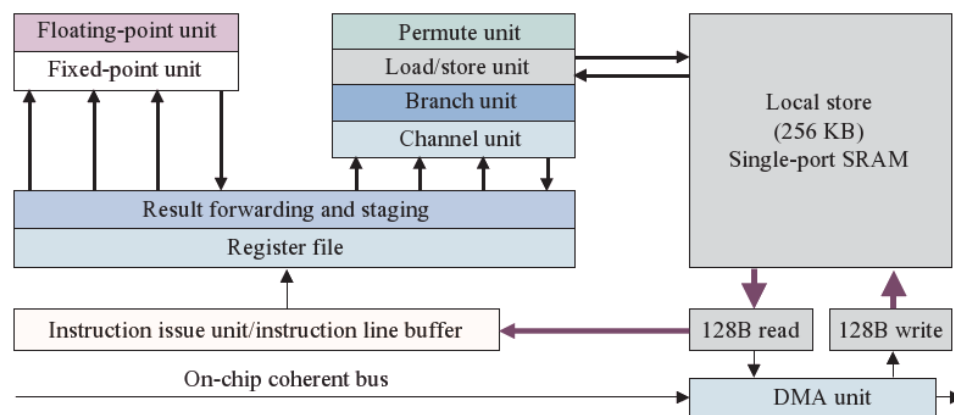 Floating-point unit
Fixed-point unit
Permute unit
Load/store unit
Branch unit
Channel unit
Local store
(256 KB)
Single-port SRAM
Result forwarding and staging
Register file
Instruction issue unit/instruction line buffer
128B read
128B write
On-chip coherent bus
DMA unit